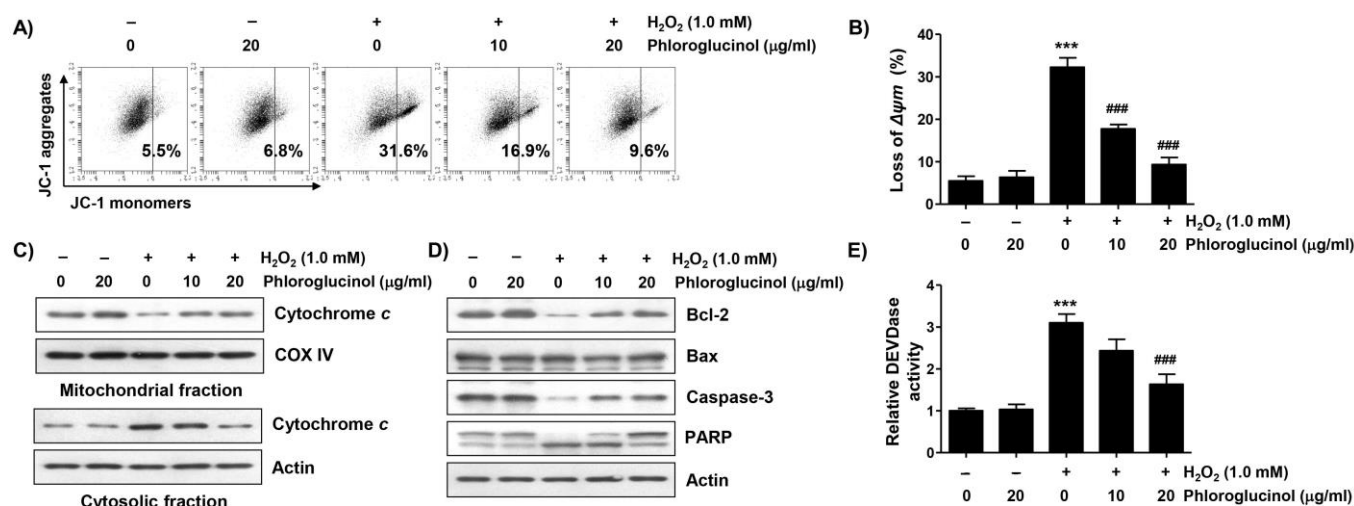 A)
– – + + + H₂O₂ (1.0 mM)
0 20 0 10 20 Phloroglucinol (μg/ml)
JC-1 aggregates
5.5% 6.8% 31.6% 16.9% 9.6%
JC-1 monomers
B)
Loss of Δψm (%)
40
30
20
10
0
***
###
###
– – + + + H₂O₂ (1.0 mM)
0 20 0 10 20 Phloroglucinol (μg/ml)
C)
– – + + + H₂O₂ (1.0 mM)
0 20 0 10 20 Phloroglucinol (μg/ml)
Cytochrome c
COX IV
Mitochondrial fraction
Cytochrome c
Actin
Cytosolic fraction
D)
– – + + + H₂O₂ (1.0 mM)
0 20 0 10 20 Phloroglucinol (μg/ml)
Bcl-2
Bax
Caspase-3
PARP
Actin
E)
Relative DEVDase
activity
4
3
2
1
0
***
###
– – + + + H₂O₂ (1.0 mM)
0 20 0 10 20 Phloroglucinol (μg/ml)